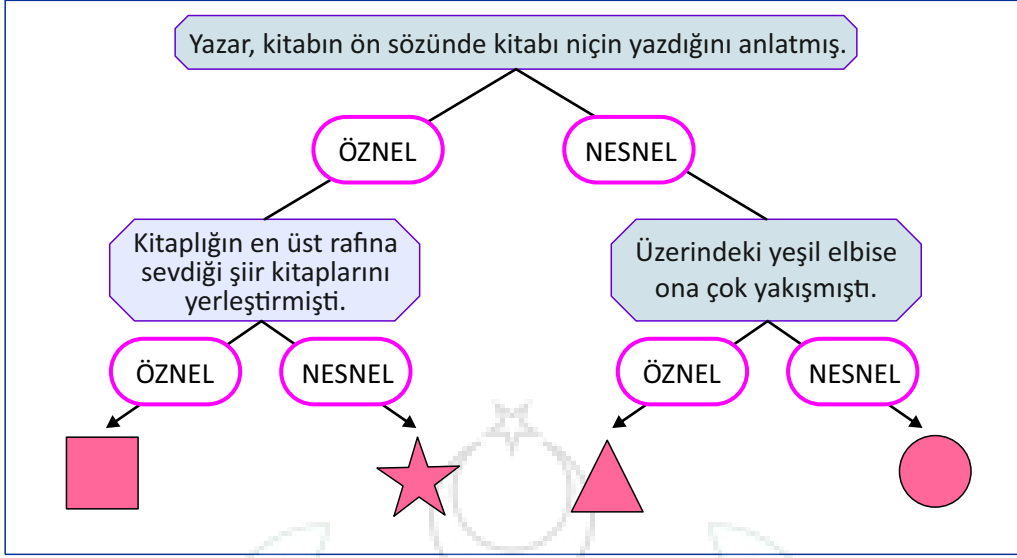 Yazar, kitabın ön sözünde kitabı niçin yazdığını anlatmış.
ÖZNEL
NESNEL
Kitaplığın en üst rafına
sevdiği şiir kitaplarını
yerleştirmişti.
Üzerindeki yeşil elbise
ona çok yakışmıştı.
ÖZNEL
NESNEL
ÖZNEL
NESNEL